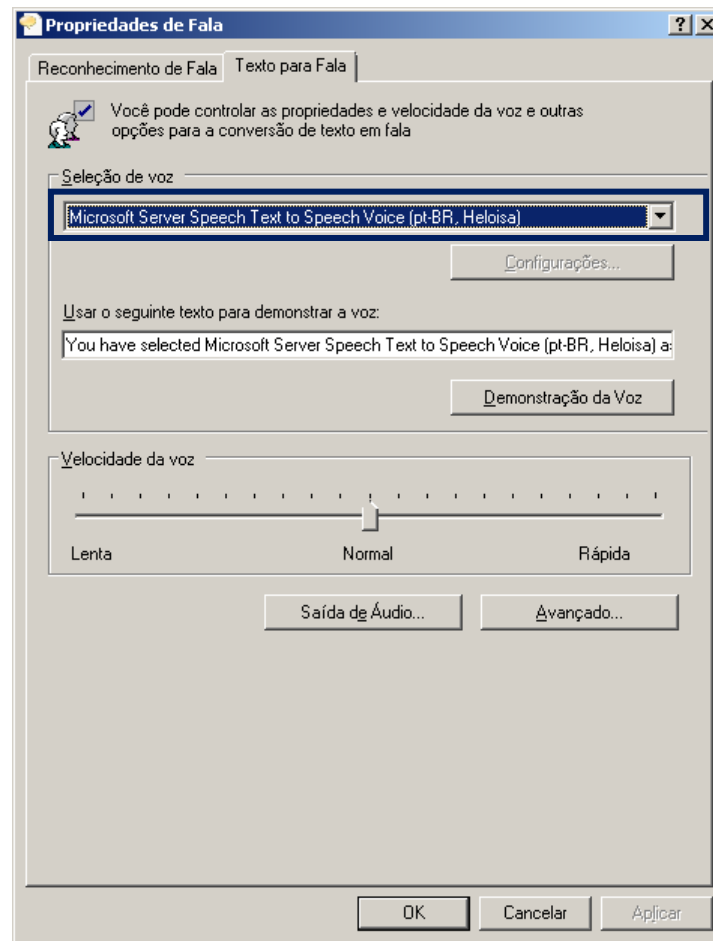 Propriedades de Fala
Reconhecimento de Fala
Texto para Fala
Você pode controlar as propriedades e velocidade da voz e outras
opções para a conversão de texto em fala
Seleção de voz
Microsoft Server Speech Text to Speech Voice (pt-BR, Heloisa)
Configurações...
Usar o seguinte texto para demonstrar a voz:
You have selected Microsoft Server Speech Text to Speech Voice (pt-BR, Heloisa)
Demonstração da Voz
Velocidade da voz
Lenta Normal Rápida
Saída de Áudio... Avançado...
OK Cancelar Aplicar